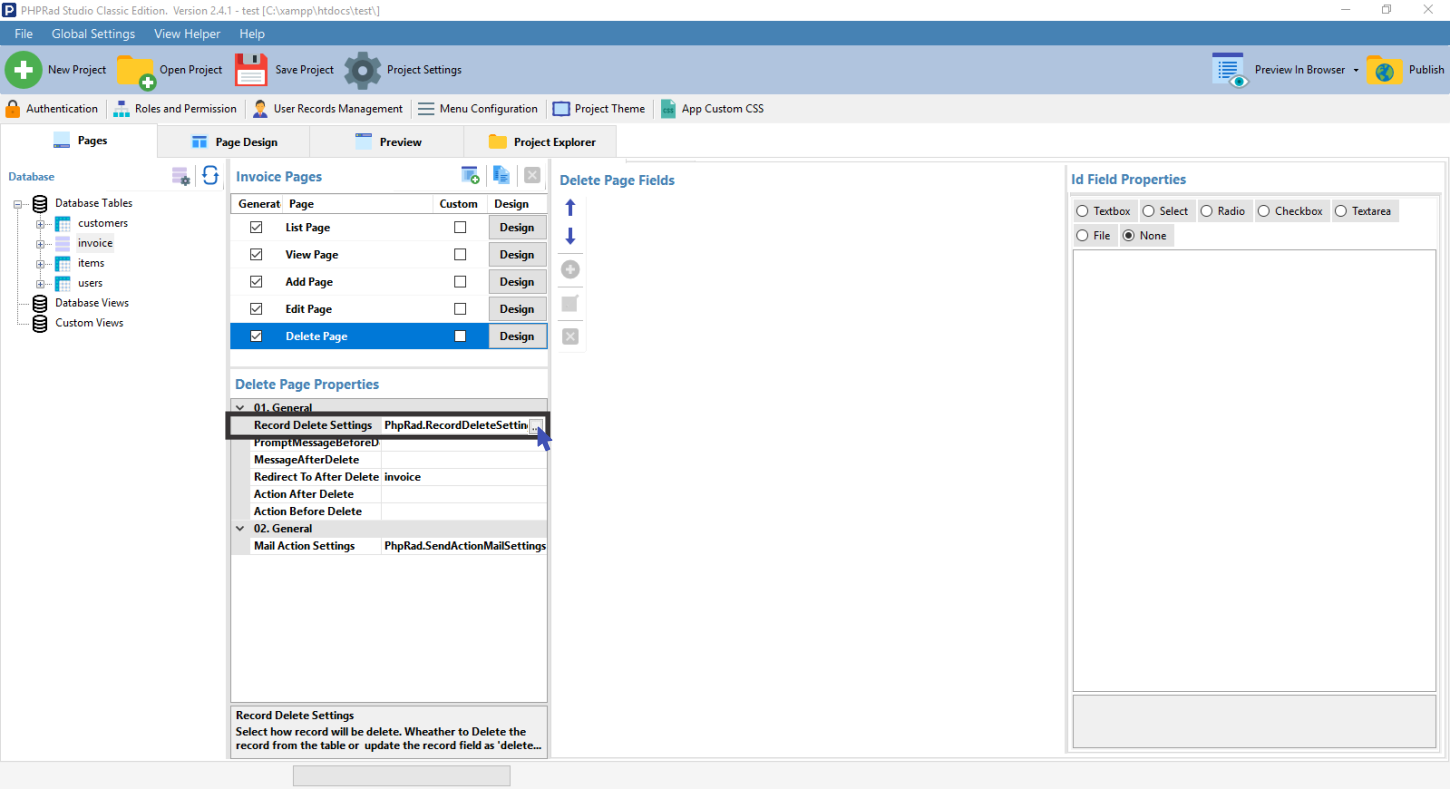 PHPRad Studio Classic Edition. Version 2.4.1 - test [C:\xampp\htdocs\test\]
File Global Settings View Helper Help
New Project Open Project Save Project Project Settings Preview In Browser Publish
Authentication Roles and Permission User Records Management Menu Configuration Project Theme App Custom CSS
Pages Page Design Preview Project Explorer
Database
Database Tables
customers
invoice
items
users
Database Views
Custom Views
Invoice Pages
Generat Page Custom Design
List Page Design
View Page Design
Add Page Design
Edit Page Design
Delete Page Design
Delete Page Properties
01. General
Record Delete Settings PhpRad.RecordDeleteSettin ...
PromptMessageBeforeD
MessageAfterDelete
Redirect To After Delete invoice
Action After Delete
Action Before Delete
02. General
Mail Action Settings PhpRad.SendActionMailSettings
Record Delete Settings
Select how record will be delete. Wheather to Delete the
record from the table or update the record field as 'delete...
Delete Page Fields
Id Field Properties
Textbox Select Radio Checkbox Textarea
File None